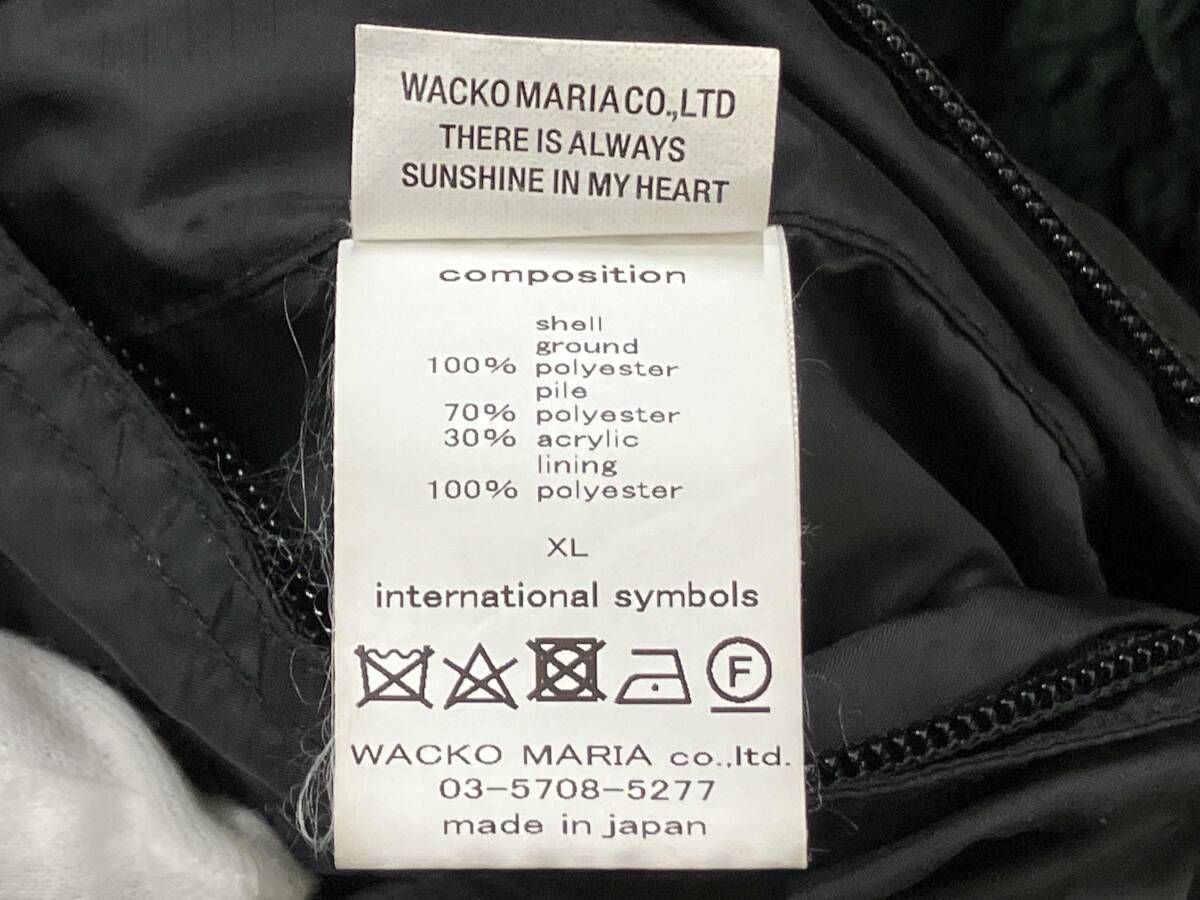 WACKO MARIA CO.,LTD
THERE IS ALWAYS
SUNSHINE IN MY HEART
composition
shell
ground
100% polyester
pile
70% polyester
30% acrylic
lining
100% polyester
XL
international symbols
F
WACKO MARIA co.,ltd.
03-5708-5277
made in japan